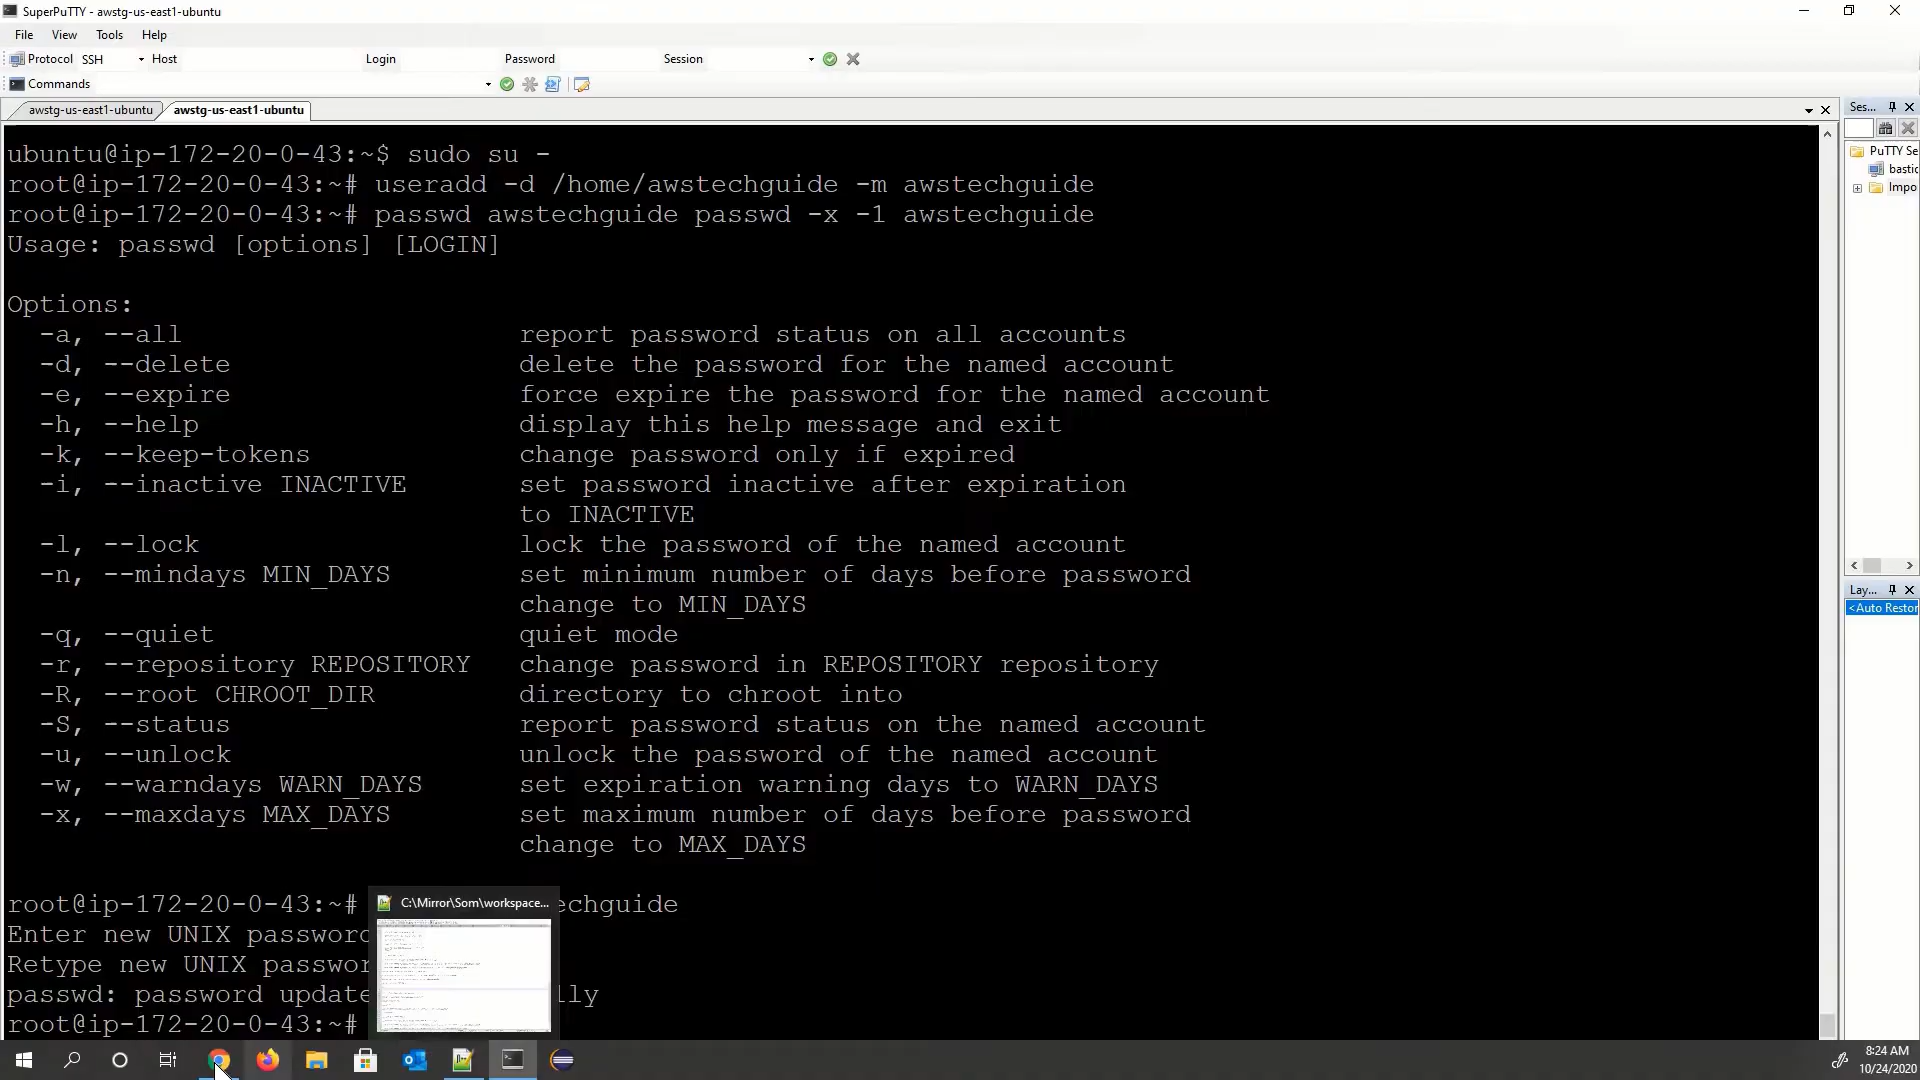 SuperPuTTY - awstg-us-east1-ubuntu
File View Tools Help
Protocol SSH Host Login Password Session
Commands
awstg-us-east1-ubuntu awstg-us-east1-ubuntu
Ses...
PuTTY Se
bastic
Impo
Lay...
<Auto Restor
ubuntu@ip-172-20-0-43:~$ sudo su -
root@ip-172-20-0-43:~# useradd -d /home/awstechguide -m awstechguide
root@ip-172-20-0-43:~# passwd awstechguide passwd -x -1 awstechguide
Usage: passwd [options] [LOGIN]
Options:
-a, --all report password status on all accounts
-d, --delete delete the password for the named account
-e, --expire force expire the password for the named account
-h, --help display this help message and exit
-k, --keep-tokens change password only if expired
-i, --inactive INACTIVE set password inactive after expiration
to INACTIVE
-l, --lock lock the password of the named account
-n, --mindays MIN_DAYS set minimum number of days before password
change to MIN_DAYS
-q, --quiet quiet mode
-r, --repository REPOSITORY change password in REPOSITORY repository
-R, --root CHROOT_DIR directory to chroot into
-S, --status report password status on the named account
-u, --unlock unlock the password of the named account
-w, --warndays WARN_DAYS set expiration warning days to WARN_DAYS
-x, --maxdays MAX_DAYS set maximum number of days before password
change to MAX_DAYS
root@ip-172-20-0-43:~# echguide
C:\Mirror\Som\workspace...
Enter new UNIX password
Retype new UNIX passwor
passwd: password update lly
root@ip-172-20-0-43:~#
8:24 AM
10/24/2020